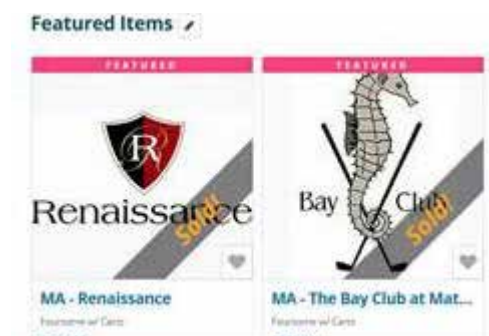 Featured Items
FEATURED
FEATURED
R
Renaissance
Sold!
Bay Club
Sold!
MA - Renaissance
MA - The Bay Club at Mat...
Foursome w/ Carts
Foursome w/ Carts